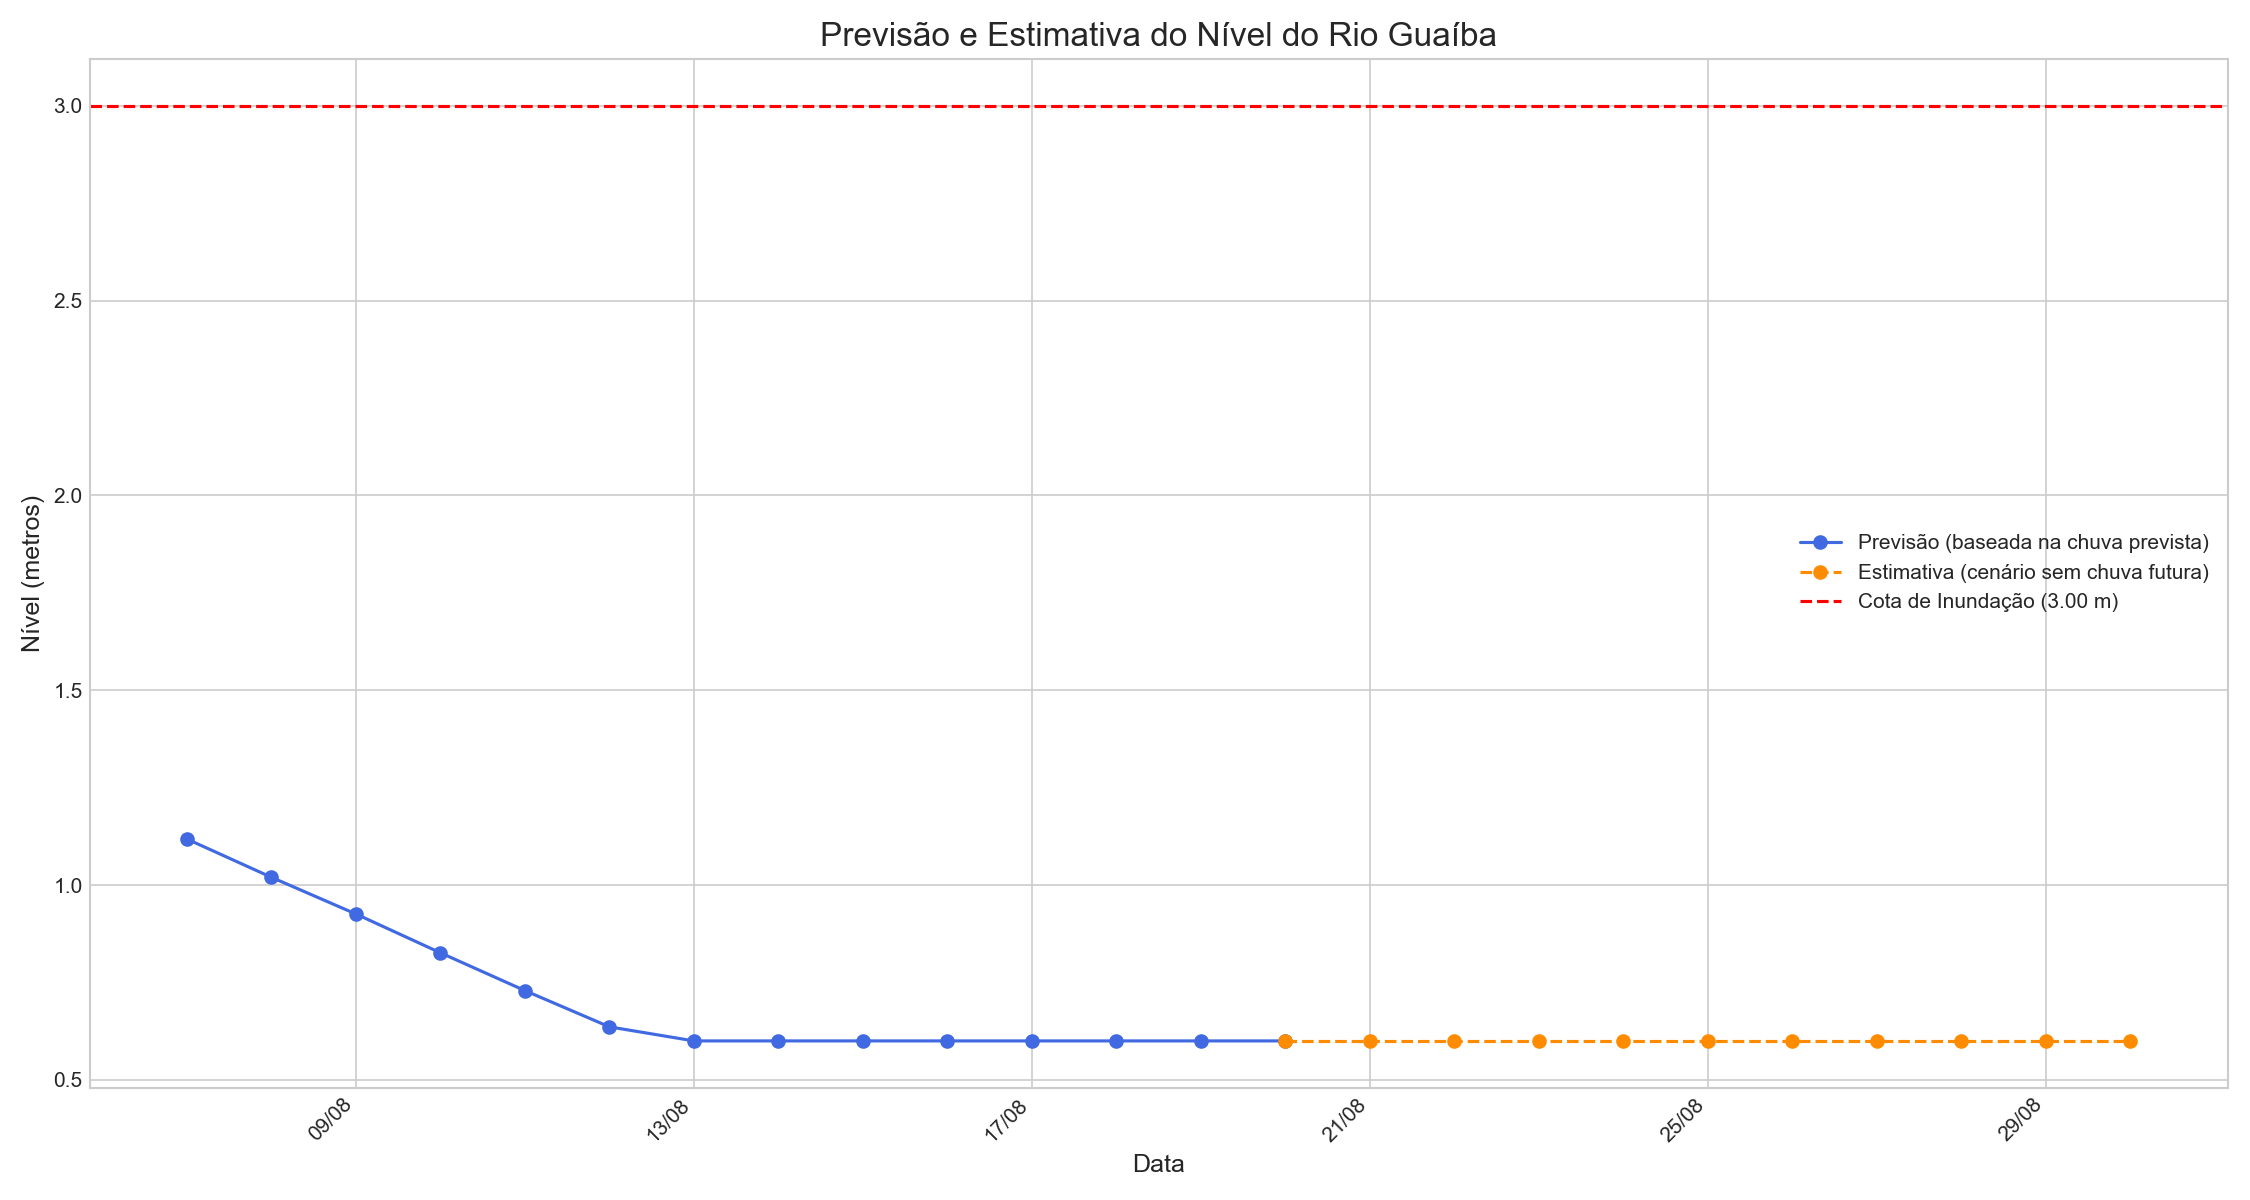 Previsão e Estimativa do Nível do Rio Guaíba
Nível (metros)
3.0
2.5
2.0
1.5
1.0
0.5
Previsão (baseada na chuva prevista)
Estimativa (cenário sem chuva futura)
Cota de Inundação (3.00 m)
09/08
13/08
17/08
21/08
25/08
29/08
Data